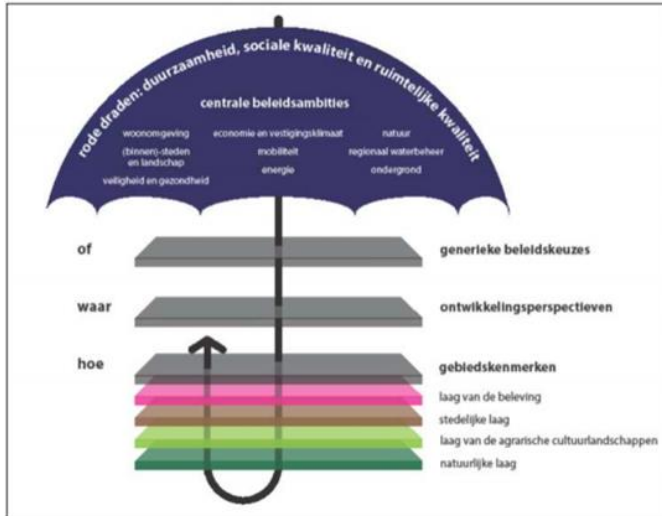 rode draden: duurzaamheid, sociale kwaliteit en ruimtelijke kwaliteit
centrale beleidsambities
woonomgeving
(binnen)-steden
en landschap
veiligheid en gezondheid
economie en vestigingsklimaat
mobiliteit
energie
natuur
regionaal waterbeheer
ondergrond
of
generieke beleidskeuzes
waar
ontwikkelingsperspectieven
hoe
gebiedskenmerken
laag van de beleving
stedelijke laag
laag van de agrarische cultuurlandschappen
natuurlijke laag